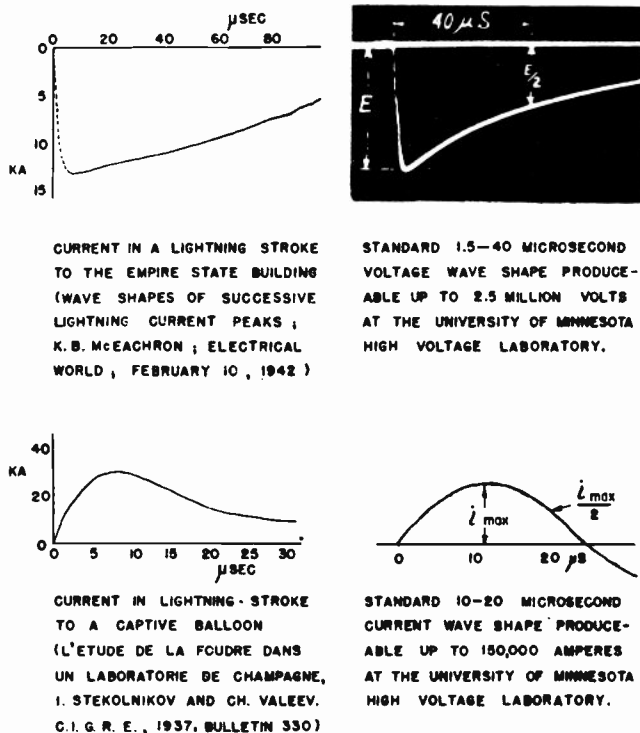 µSEC
0 20 40 60 80
5
10
15
KA
CURRENT IN A LIGHTNING STROKE
TO THE EMPIRE STATE BUILDING
(WAVE SHAPES OF SUCCESSIVE
LIGHTNING CURRENT PEAKS ;
K.B. McEACHRON ; ELECTRICAL
WORLD ; FEBRUARY 10, 1942 )
40 µS
E
E/2
STANDARD 1.5–40 MICROSECOND
VOLTAGE WAVE SHAPE PRODUCE-
ABLE UP TO 2.5 MILLION VOLTS
AT THE UNIVERSITY OF MINNESOTA
HIGH VOLTAGE LABORATORY.
40
KA
20
0
0 5 10 15 20 25 30
µSEC
CURRENT IN LIGHTNING-STROKE
TO A CAPTIVE BALLOON
(L'ETUDE DE LA FCUDRE DANS
UN LABORATORIE DE CHAMPAGNE,
I. STEKOLNIKOV AND CH. VALEEV.
C.I.G.R.E., 1937, BULLETIN 330)
i max
i max/2
0 10 20 µS
STANDARD 10-20 MICROSECOND
CURRENT WAVE SHAPE PRODUCE-
ABLE UP TO 150,000 AMPERES
AT THE UNIVERSITY OF MINNESOTA
HIGH VOLTAGE LABORATORY.